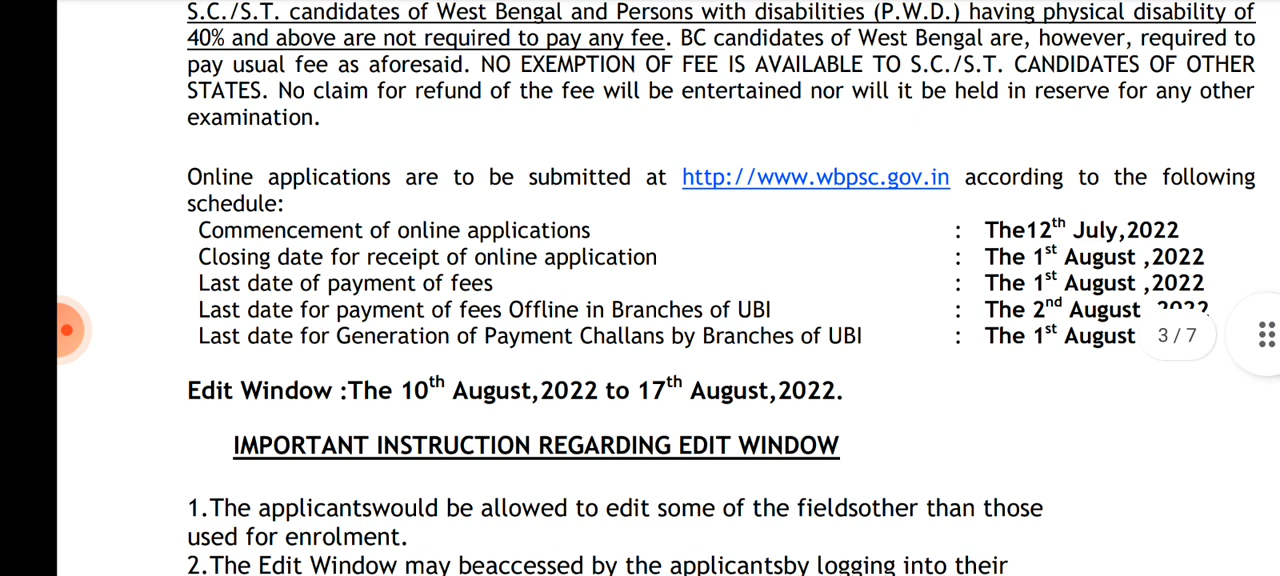 S.C./S.T. candidates of West Bengal and Persons with disabilities (P.W.D.) having physical disability of
40% and above are not required to pay any fee. BC candidates of West Bengal are, however, required to
pay usual fee as aforesaid. NO EXEMPTION OF FEE IS AVAILABLE TO S.C./S.T. CANDIDATES OF OTHER
STATES. No claim for refund of the fee will be entertained nor will it be held in reserve for any other
examination.
Online applications are to be submitted at http://www.wbpsc.gov.in according to the following
schedule:
Commencement of online applications : The12th July,2022
Closing date for receipt of online application : The 1st August ,2022
Last date of payment of fees : The 1st August ,2022
Last date for payment of fees Offline in Branches of UBI : The 2nd August 2022
Last date for Generation of Payment Challans by Branches of UBI : The 1st August
3/7
Edit Window :The 10th August,2022 to 17th August,2022.
IMPORTANT INSTRUCTION REGARDING EDIT WINDOW
1.The applicantswould be allowed to edit some of the fieldsother than those
used for enrolment.
2.The Edit Window may beaccessed by the applicantsby logging into their